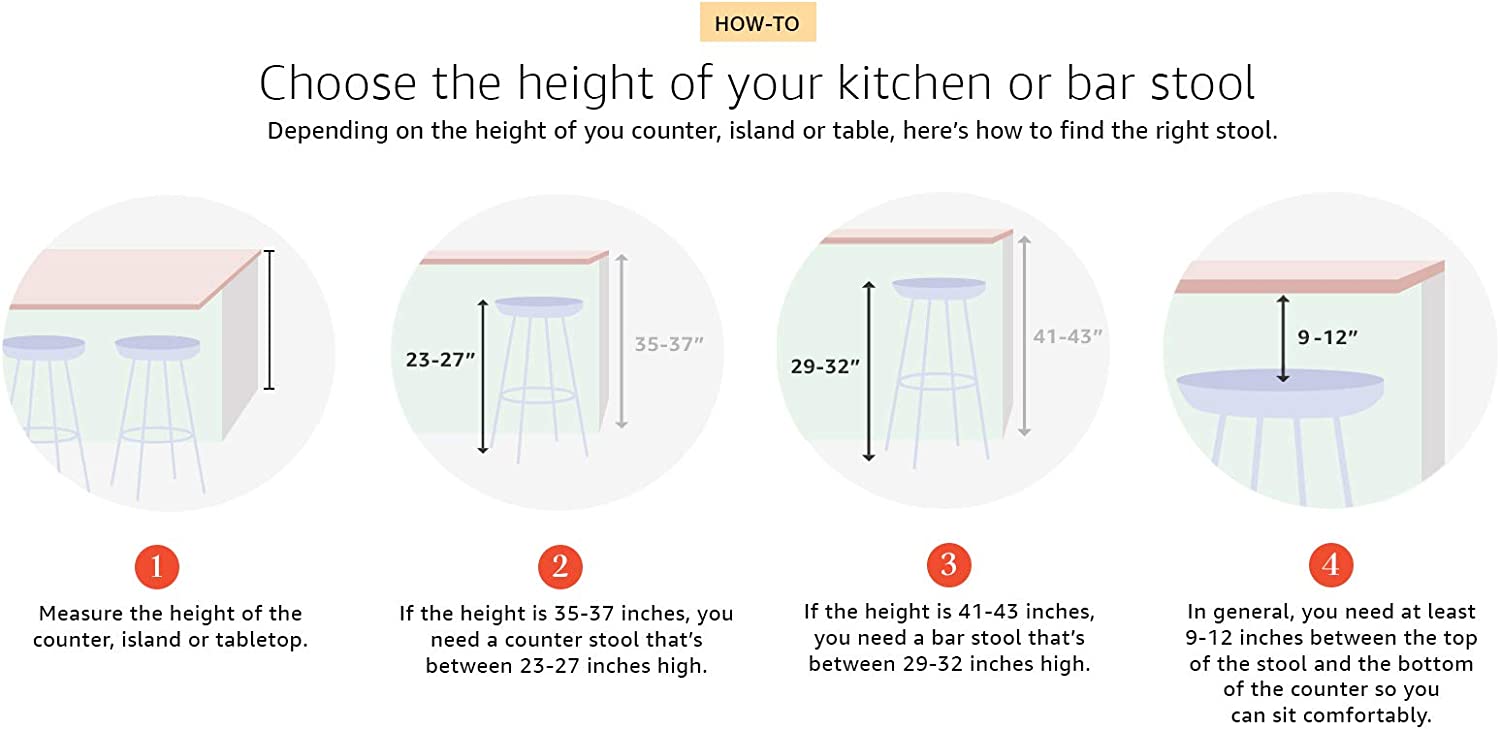 HOW-TO
Choose the height of your kitchen or bar stool
Depending on the height of you counter, island or table, here’s how to find the right stool.
23-27”
35-37”
29-32”
41-43”
9-12”
1
Measure the height of the
counter, island or tabletop.
2
If the height is 35-37 inches, you
need a counter stool that’s
between 23-27 inches high.
3
If the height is 41-43 inches,
you need a bar stool that’s
between 29-32 inches high.
4
In general, you need at least
9-12 inches between the top
of the stool and the bottom
of the counter so you
can sit comfortably.